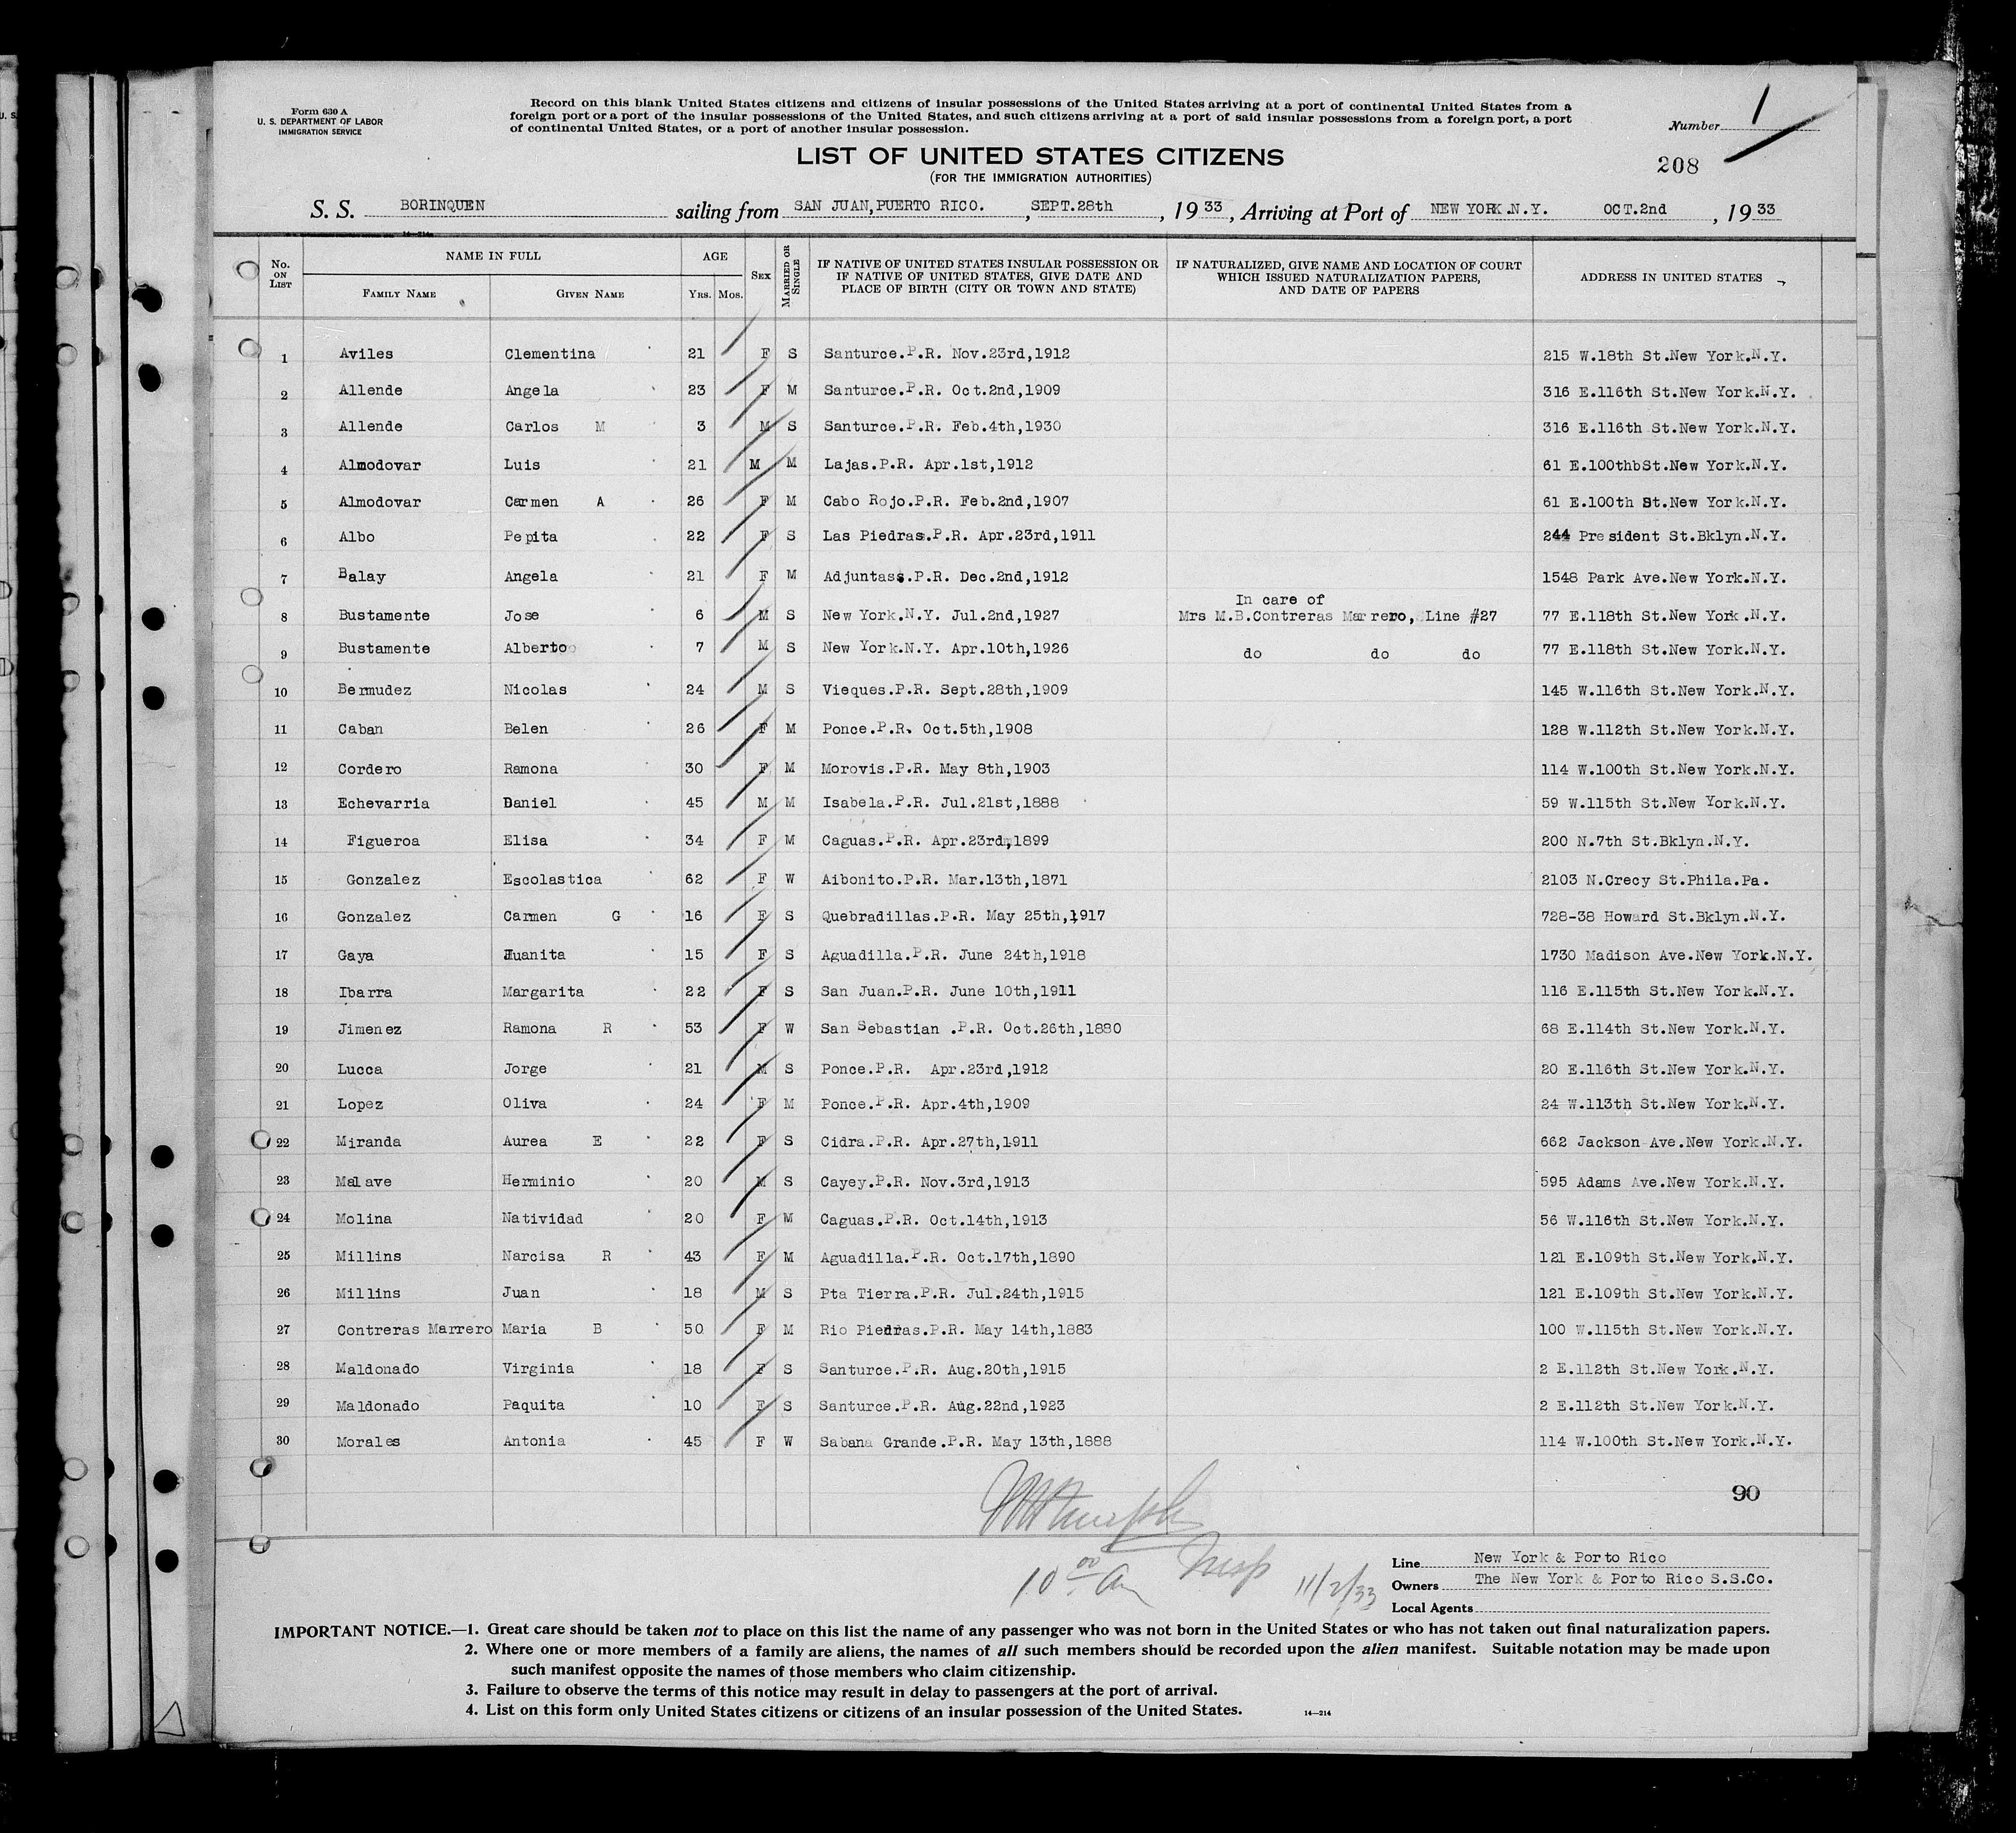 Form 630 A
U. S. DEPARTMENT OF LABOR
IMMIGRATION SERVICE
Record on this blank United States citizens and citizens of insular possessions of the United States arriving at a port of continental United States from a
foreign port or a port of the insular possessions of the United States, and such citizens arriving at a port of said insular possessions from a foreign port, a port
of continental United States, or a port of another insular possession.
Number 1
LIST OF UNITED STATES CITIZENS
(FOR THE IMMIGRATION AUTHORITIES)
208
S. S. BORINQUEN sailing from SAN JUAN,PUERTO RICO. , SEPT.28th , 1933 , Arriving at Port of NEW YORK.N.Y. OCT.2nd , 1933
14-214
No. ON LIST NAME IN FULL FAMILY NAME GIVEN NAME AGE YRS. MOS. SEX MARRIED OR SINGLE IF NATIVE OF UNITED STATES INSULAR POSSESSION OR IF NATIVE OF UNITED STATES, GIVE DATE AND PLACE OF BIRTH (CITY OR TOWN AND STATE) IF NATURALIZED, GIVE NAME AND LOCATION OF COURT WHICH ISSUED NATURALIZATION PAPERS, AND DATE OF PAPERS ADDRESS IN UNITED STATES
1 Aviles Clementina 21 F S Santurce.P.R. Nov.23rd,1912 215 W.18th St.New York.N.Y.
2 Allende Angela 23 F M Santurce.P.R. Oct.2nd,1909 316 E.116th St.New York.N.Y.
3 Allende Carlos M 3 M S Santurce.P.R. Feb.4th,1930 316 E.116th St.New York.N.Y.
4 Almodovar Luis 21 M M Lajas.P.R. Apr.1st,1912 61 E.100thbSt.New York.N.Y.
5 Almodovar Carmen A 26 F M Cabo Rojo.P.R. Feb.2nd,1907 61 E.100th St.New York.N.Y.
6 Albo Pepita 22 F S Las Piedras.P.R. Apr.23rd,1911 244 President St.Bklyn.N.Y.
7 Balay Angela 21 F M Adjuntass.P.R. Dec.2nd,1912 1548 Park Ave.New York.N.Y.
In care of
8 Bustamente Jose 6 M S New York.N.Y. Jul.2nd,1927 Mrs M.B.Contreras Marrero, Line #27 77 E.118th St.New York.N.Y.
9 Bustamente Alberto 7 M S New York.N.Y. Apr.10th,1926 do do do 77 E.118th St.New York.N.Y.
10 Bermudez Nicolas 24 M S Vieques.P.R. Sept.28th,1909 145 W.116th St.New York.N.Y.
11 Caban Belen 26 F M Ponce.P.R. Oct.5th,1908 128 W.112th St.New York.N.Y.
12 Cordero Ramona 30 F M Morovis.P.R. May 8th,1903 114 W.100th St.New York.N.Y.
13 Echevarria Daniel 45 M M Isabela.P.R. Jul.21st,1888 59 W.115th St.New York.N.Y.
14 Figueroa Elisa 34 F M Caguas.P.R. Apr.23rd,1899 200 N.7th St.Bklyn.N.Y.
15 Gonzalez Escolastica 62 F W Aibonito.P.R. Mar.13th,1871 2103 N.Crecy St.Phila.Pa.
16 Gonzalez Carmen G 16 F S Quebradillas.P.R. May 25th,1917 728-38 Howard St.Bklyn.N.Y.
17 Gaya Juanita 15 F S Aguadilla.P.R. June 24th,1918 1730 Madison Ave.New York.N.Y.
18 Ibarra Margarita 22 F S San Juan.P.R. June 10th,1911 116 E.115th St.New York.N.Y.
19 Jimenez Ramona R 53 F W San Sebastian .P.R. Oct.26th,1880 68 E.114th St.New York.N.Y.
20 Lucca Jorge 21 M S Ponce.P.R. Apr.23rd,1912 20 E.116th St.New York.N.Y.
21 Lopez Oliva 24 F M Ponce.P.R. Apr.4th,1909 24 W.113th St.New York.N.Y.
22 Miranda Aurea E 22 F S Cidra.P.R. Apr.27th,1911 662 Jackson Ave.New York.N.Y.
23 Malave Herminio 20 M S Cayey.P.R. Nov.3rd,1913 595 Adams Ave.New York.N.Y.
24 Molina Natividad 20 F M Caguas.P.R. Oct.14th,1913 56 W.116th St.New York.N.Y.
25 Millins Narcisa R 43 F M Aguadilla.P.R. Oct.17th,1890 121 E.109th St.New York.N.Y.
26 Millins Juan 18 M S Pta Tierra.P.R. Jul.24th,1915 121 E.109th St.New York.N.Y.
27 Contreras Marrero Maria B 50 F M Rio Piedras.P.R. May 14th,1883 100 W.115th St.New York.N.Y.
28 Maldonado Virginia 18 F S Santurce.P.R. Aug.20th,1915 2 E.112th St.New York.N.Y.
29 Maldonado Paquita 10 F S Santurce.P.R. Aug.22nd,1923 2 E.112th St.New York.N.Y.
30 Morales Antonia 45 F W Sabana Grande.P.R. May 13th,1888 114 W.100th St.New York.N.Y.
90
10 00 Am Insp 11/2/33
Line New York & Porto Rico
Owners The New York & Porto Rico S.S.Co.
Local Agents
IMPORTANT NOTICE.—1. Great care should be taken not to place on this list the name of any passenger who was not born in the United States or who has not taken out final naturalization papers.
2. Where one or more members of a family are aliens, the names of all such members should be recorded upon the alien manifest. Suitable notation may be made upon
such manifest opposite the names of those members who claim citizenship.
3. Failure to observe the terms of this notice may result in delay to passengers at the port of arrival.
4. List on this form only United States citizens or citizens of an insular possession of the United States.
14—214